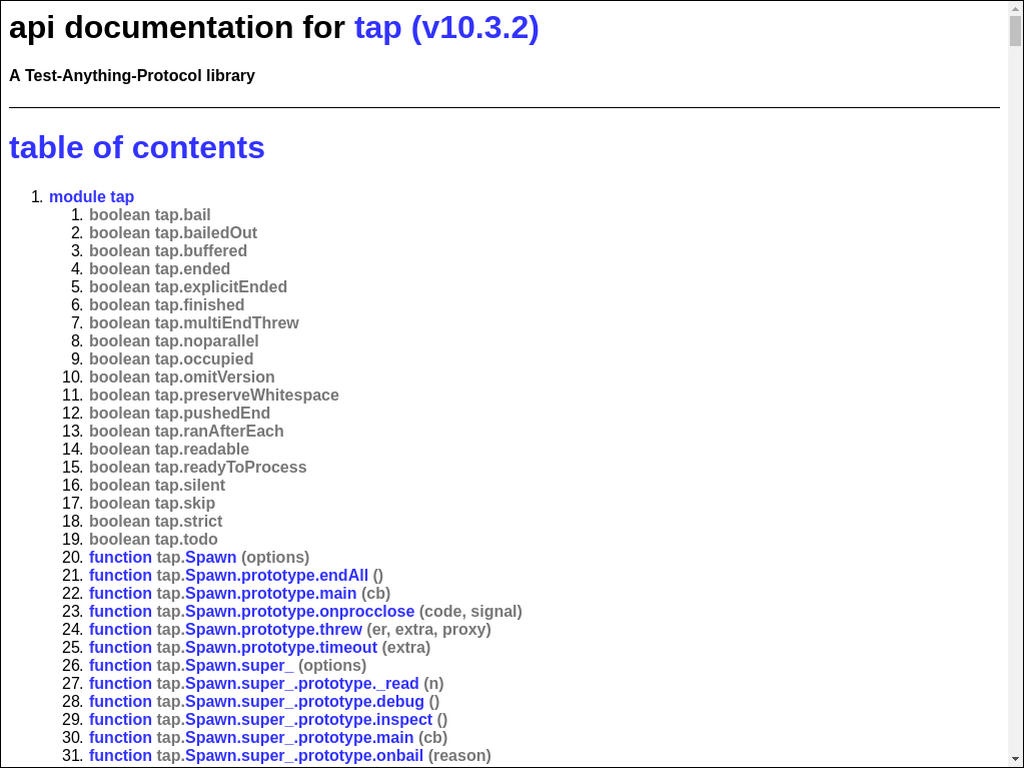 api documentation for tap (v10.3.2)
A Test-Anything-Protocol library
table of contents
1. module tap
1. boolean tap.bail
2. boolean tap.bailedOut
3. boolean tap.buffered
4. boolean tap.ended
5. boolean tap.explicitEnded
6. boolean tap.finished
7. boolean tap.multiEndThrew
8. boolean tap.noparallel
9. boolean tap.occupied
10. boolean tap.omitVersion
11. boolean tap.preserveWhitespace
12. boolean tap.pushedEnd
13. boolean tap.ranAfterEach
14. boolean tap.readable
15. boolean tap.readyToProcess
16. boolean tap.silent
17. boolean tap.skip
18. boolean tap.strict
19. boolean tap.todo
20. function tap.Spawn (options)
21. function tap.Spawn.prototype.endAll ()
22. function tap.Spawn.prototype.main (cb)
23. function tap.Spawn.prototype.onprocclose (code, signal)
24. function tap.Spawn.prototype.threw (er, extra, proxy)
25. function tap.Spawn.prototype.timeout (extra)
26. function tap.Spawn.super_ (options)
27. function tap.Spawn.super_.prototype._read (n)
28. function tap.Spawn.super_.prototype.debug ()
29. function tap.Spawn.super_.prototype.inspect ()
30. function tap.Spawn.super_.prototype.main (cb)
31. function tap.Spawn.super_.prototype.onbail (reason)